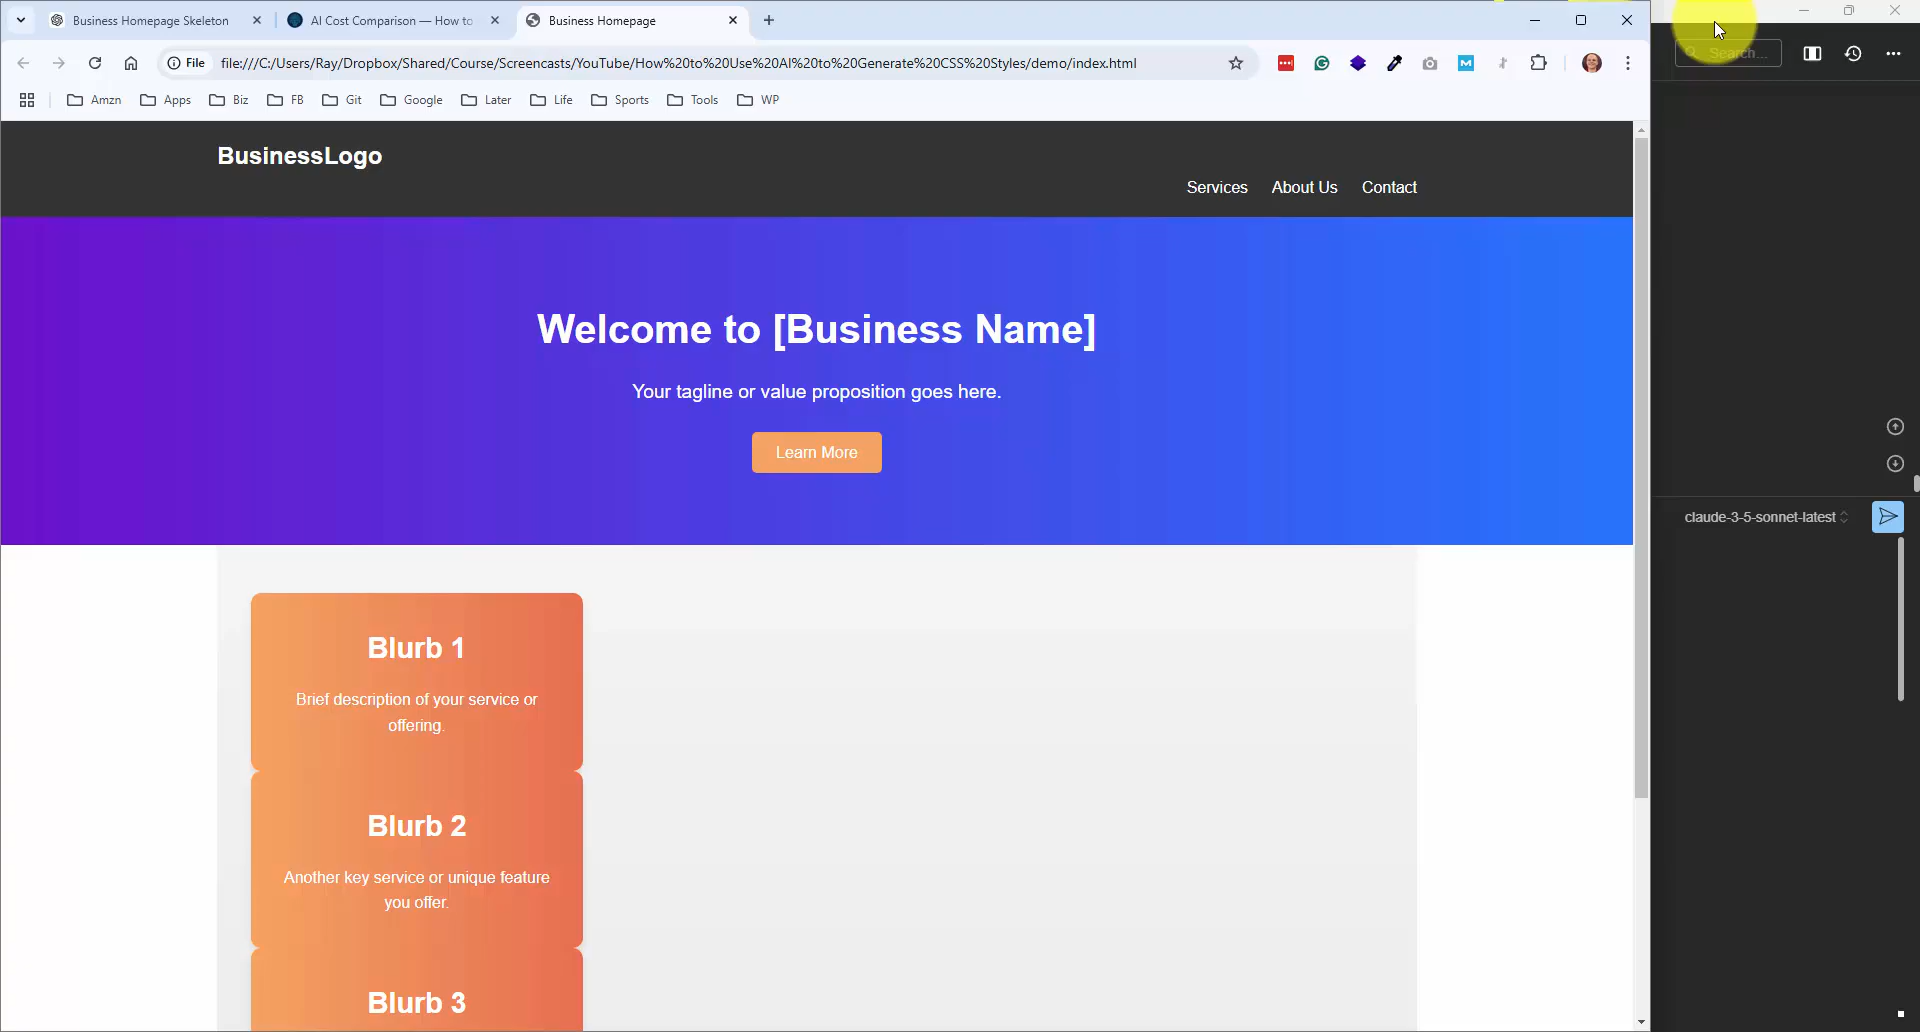 Business Homepage Skeleton
AI Cost Comparison — How to
Business Homepage
File
file:///C:/Users/Ray/Dropbox/Shared/Course/Screencasts/YouTube/How%20to%20Use%20AI%20to%20Generate%20CSS%20Styles/demo/index.html
Search...
Amzn
Apps
Biz
FB
Git
Google
Later
Life
Sports
Tools
WP
BusinessLogo
Services
About Us
Contact
Welcome to [Business Name]
Your tagline or value proposition goes here.
Learn More
claude-3-5-sonnet-latest
Blurb 1
Brief description of your service or
offering.
Blurb 2
Another key service or unique feature
you offer.
Blurb 3